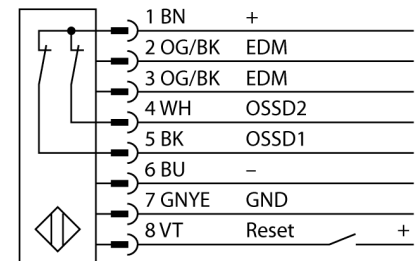 1 BN +
2 OG/BK EDM
3 OG/BK EDM
4 WH OSSD2
5 BK OSSD1
6 BU –
7 GNYE GND
8 VT Reset +